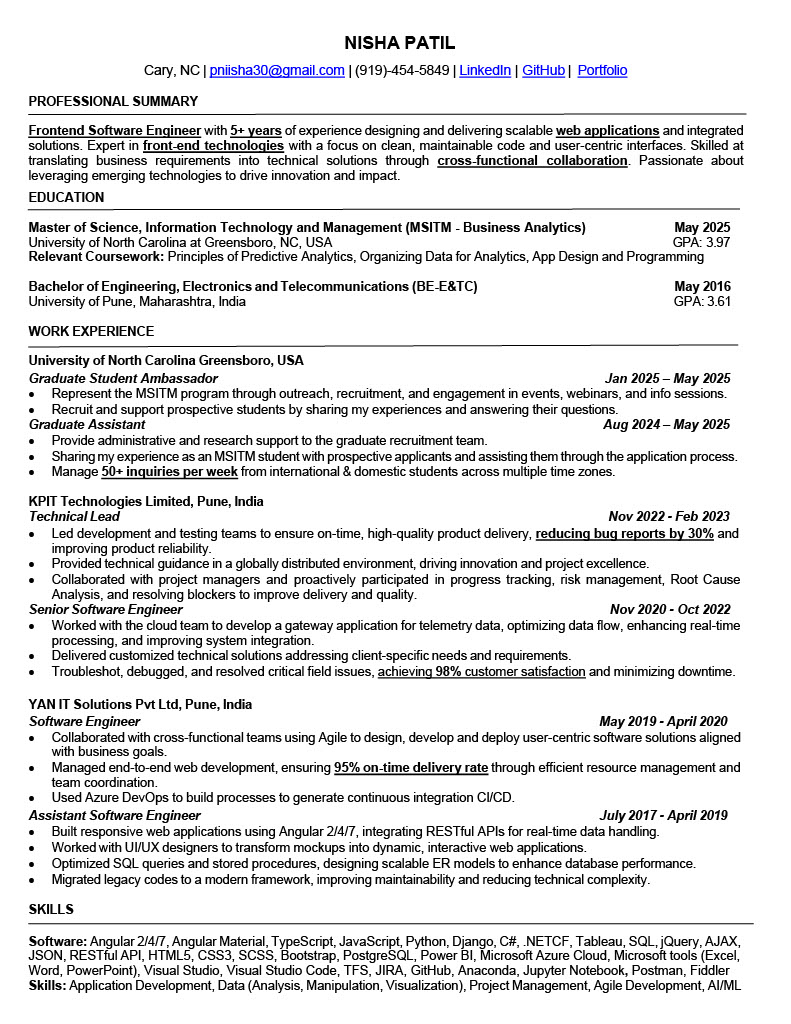 NISHA PATIL
Cary, NC | pniisha30@gmail.com | (919)-454-5849 | LinkedIn | GitHub | Portfolio
PROFESSIONAL SUMMARY
Frontend Software Engineer with 5+ years of experience designing and delivering scalable web applications and integrated
solutions. Expert in front-end technologies with a focus on clean, maintainable code and user-centric interfaces. Skilled at
translating business requirements into technical solutions through cross-functional collaboration. Passionate about
leveraging emerging technologies to drive innovation and impact.
EDUCATION
Master of Science, Information Technology and Management (MSITM - Business Analytics) May 2025
University of North Carolina at Greensboro, NC, USA GPA: 3.97
Relevant Coursework: Principles of Predictive Analytics, Organizing Data for Analytics, App Design and Programming
Bachelor of Engineering, Electronics and Telecommunications (BE-E&TC) May 2016
University of Pune, Maharashtra, India GPA: 3.61
WORK EXPERIENCE
University of North Carolina Greensboro, USA
Graduate Student Ambassador Jan 2025 – May 2025
• Represent the MSITM program through outreach, recruitment, and engagement in events, webinars, and info sessions.
• Recruit and support prospective students by sharing my experiences and answering their questions.
Graduate Assistant Aug 2024 – May 2025
• Provide administrative and research support to the graduate recruitment team.
• Sharing my experience as an MSITM student with prospective applicants and assisting them through the application process.
• Manage 50+ inquiries per week from international & domestic students across multiple time zones.
KPIT Technologies Limited, Pune, India
Technical Lead Nov 2022 - Feb 2023
• Led development and testing teams to ensure on-time, high-quality product delivery, reducing bug reports by 30% and
improving product reliability.
• Provided technical guidance in a globally distributed environment, driving innovation and project excellence.
• Collaborated with project managers and proactively participated in progress tracking, risk management, Root Cause
Analysis, and resolving blockers to improve delivery and quality.
Senior Software Engineer Nov 2020 - Oct 2022
• Worked with the cloud team to develop a gateway application for telemetry data, optimizing data flow, enhancing real-time
processing, and improving system integration.
• Delivered customized technical solutions addressing client-specific needs and requirements.
• Troubleshot, debugged, and resolved critical field issues, achieving 98% customer satisfaction and minimizing downtime.
YAN IT Solutions Pvt Ltd, Pune, India
Software Engineer May 2019 - April 2020
• Collaborated with cross-functional teams using Agile to design, develop and deploy user-centric software solutions aligned
with business goals.
• Managed end-to-end web development, ensuring 95% on-time delivery rate through efficient resource management and
team coordination.
• Used Azure DevOps to build processes to generate continuous integration CI/CD.
Assistant Software Engineer July 2017 - April 2019
• Built responsive web applications using Angular 2/4/7, integrating RESTful APIs for real-time data handling.
• Worked with UI/UX designers to transform mockups into dynamic, interactive web applications.
• Optimized SQL queries and stored procedures, designing scalable ER models to enhance database performance.
• Migrated legacy codes to a modern framework, improving maintainability and reducing technical complexity.
SKILLS
Software: Angular 2/4/7, Angular Material, TypeScript, JavaScript, Python, Django, C#, .NETCF, Tableau, SQL, jQuery, AJAX,
JSON, RESTful API, HTML5, CSS3, SCSS, Bootstrap, PostgreSQL, Power BI, Microsoft Azure Cloud, Microsoft tools (Excel,
Word, PowerPoint), Visual Studio, Visual Studio Code, TFS, JIRA, GitHub, Anaconda, Jupyter Notebook, Postman, Fiddler
Skills: Application Development, Data (Analysis, Manipulation, Visualization), Project Management, Agile Development, AI/ML